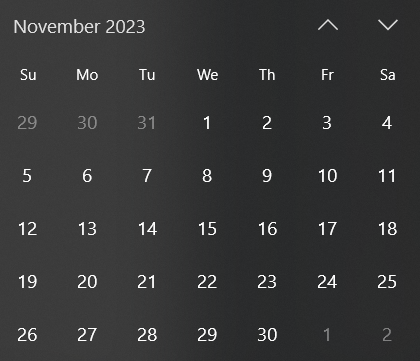 November 2023
Su Mo Tu We Th Fr Sa
29 30 31 1 2 3 4
5 6 7 8 9 10 11
12 13 14 15 16 17 18
19 20 21 22 23 24 25
26 27 28 29 30 1 2